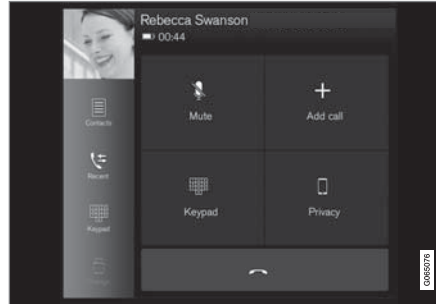 Rebecca Swanson
00:44
Contacts
Mute
Add call
Recent
Keypad
Privacy
Keypad
G065076